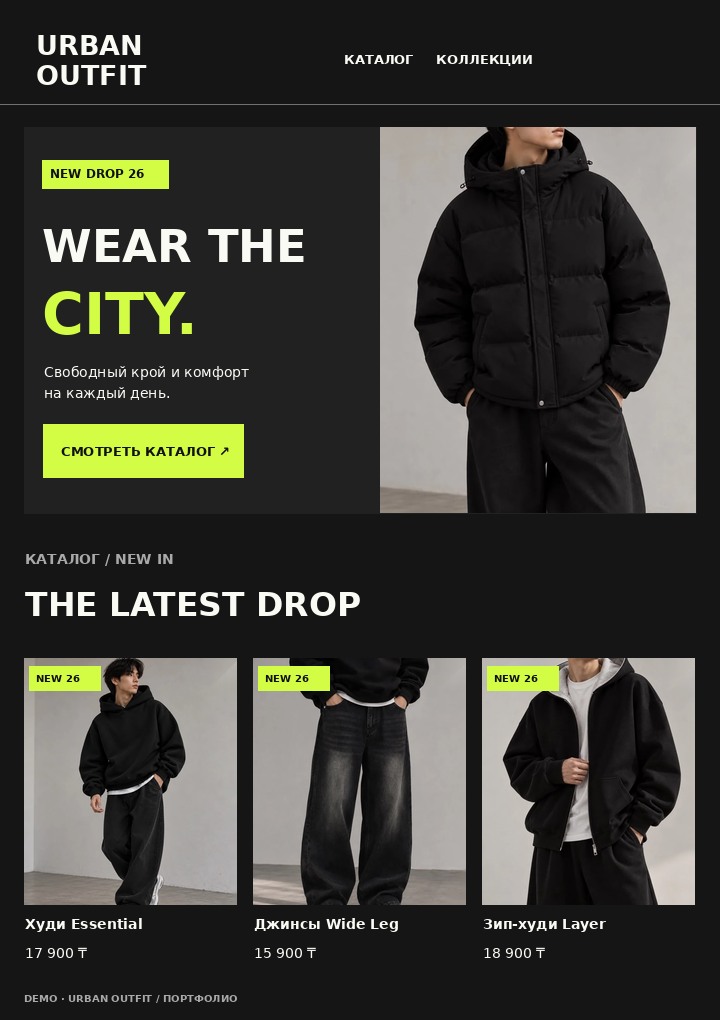 URBAN
OUTFIT
КАТАЛОГ КОЛЛЕКЦИИ
NEW DROP 26
WEAR THE
CITY.
Свободный крой и комфорт
на каждый день.
СМОТРЕТЬ КАТАЛОГ ↗
КАТАЛОГ / NEW IN
THE LATEST DROP
NEW 26
NEW 26
NEW 26
Худи Essential
Джинсы Wide Leg
Зип-худи Layer
17 900 ₸
15 900 ₸
18 900 ₸
DEMO · URBAN OUTFIT / ПОРТФОЛИО